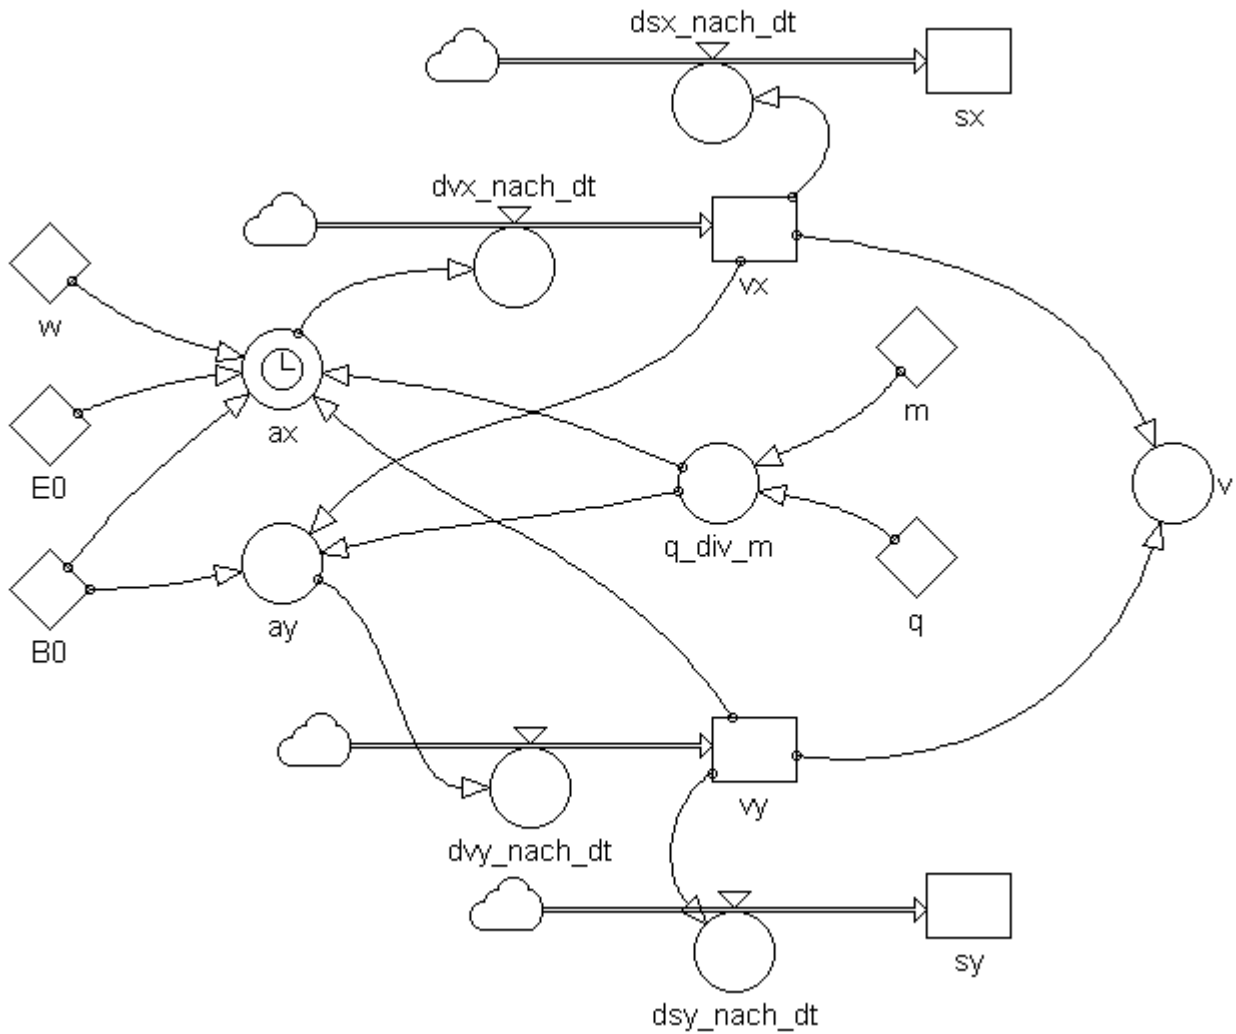 dsx_nach_dt
sx
dvx_nach_dt
vx
w
m
ax
E0
v
q_div_m
q
ay
B0
vy
dvy_nach_dt
sy
dsy_nach_dt